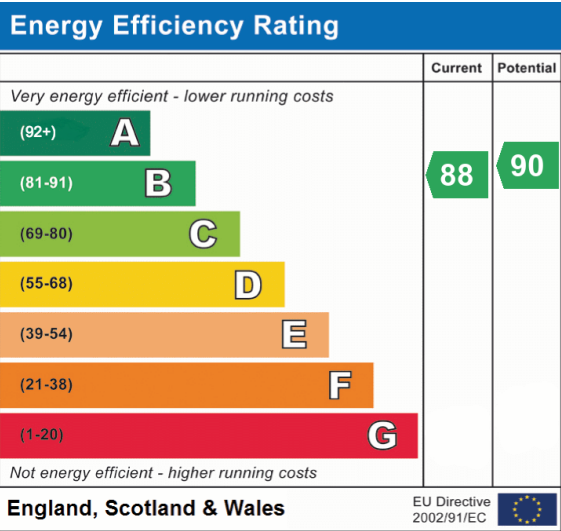 Energy Efficiency Rating
Current Potential
Very energy efficient - lower running costs
(92+) A
(81-91) B
88 90
(69-80) C
(55-68) D
(39-54) E
(21-38) F
(1-20) G
Not energy efficient - higher running costs
England, Scotland & Wales
EU Directive
2002/91/EC